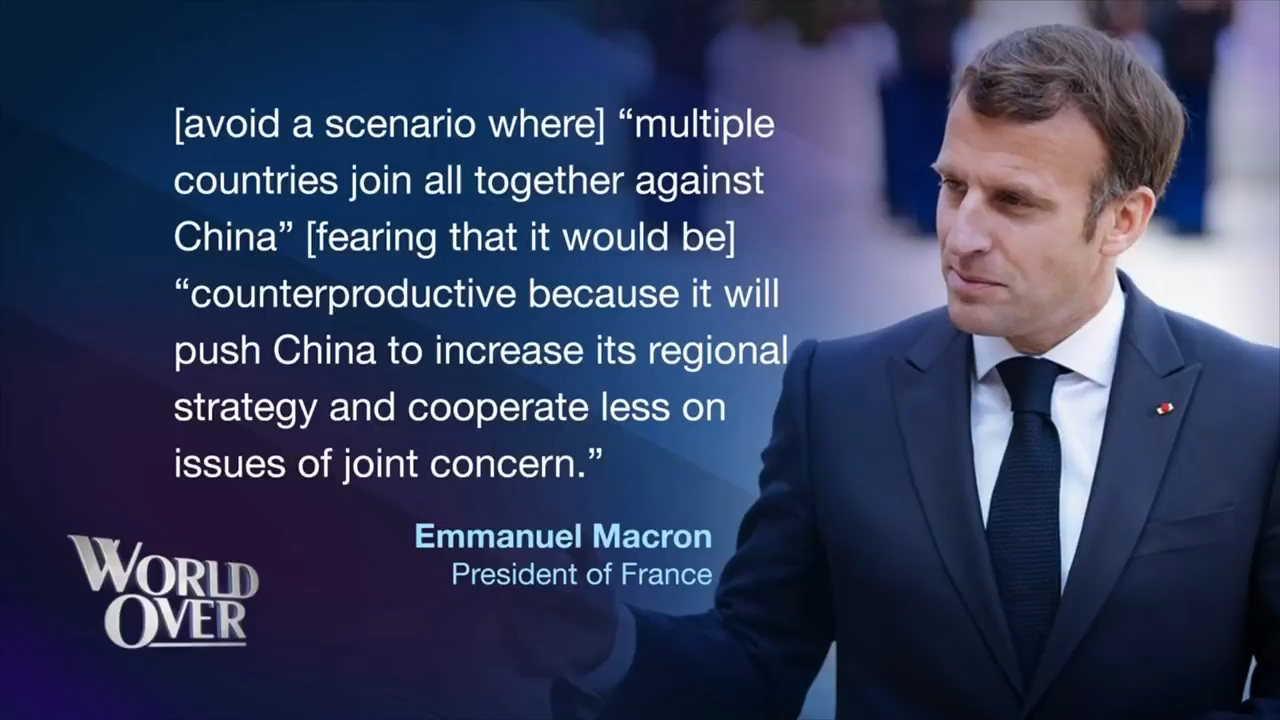 [avoid a scenario where] “multiple
countries join all together against
China” [fearring that it would be]
“counterproductive because it will
push China to increase its regional
strategy and cooperate less on
issues of joint concern.”
Emmanuel Macron
President of France
WORLD
OVER